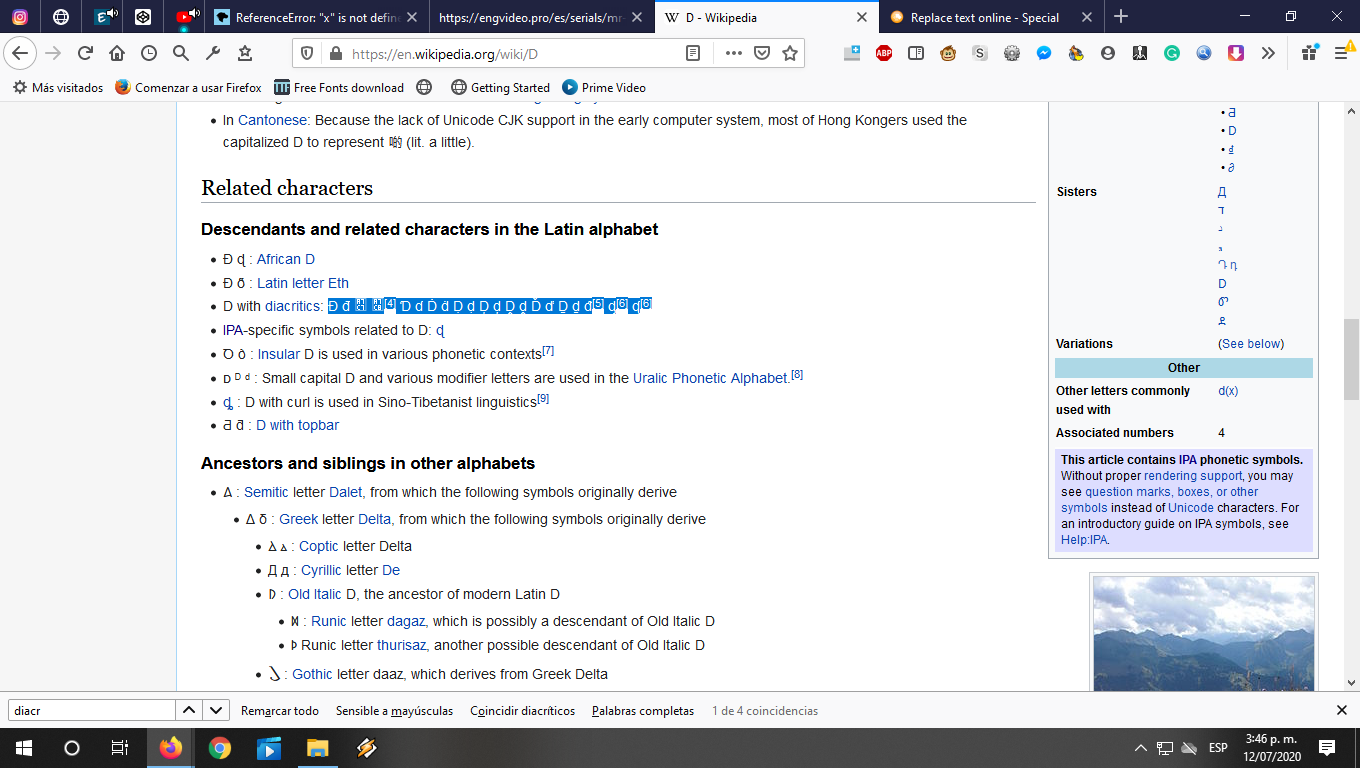 ReferenceError: "x" is not define
https://engvideo.pro/es/serials/mr-
W D - Wikipedia
Replace text online - Special
https://en.wikipedia.org/wiki/D
Más visitados
Comenzar a usar Firefox
Free Fonts download
Getting Started
Prime Video
In Cantonese: Because the lack of Unicode CJK support in the early computer system, most of Hong Kongers used the
capitalized D to represent 啲 (lit. a little).
Related characters
Descendants and related characters in the Latin alphabet
• Ɖ ɖ : African D
• Ð ð : Latin letter Eth
• D with diacritics: Đ đ [4] Ɗ ɗ Ḋ ḋ Ḍ ḍ Ḑ ḑ Ḓ ḓ Ď ď Ḏ ḏ đ[5] ᶁ[6] ᶑ[6]
• IPA-specific symbols related to D: ɖ
• Ꝺ ꝺ : Insular D is used in various phonetic contexts[7]
• ᴅ ᴰ ᵈ : Small capital D and various modifier letters are used in the Uralic Phonetic Alphabet.[8]
• ȡ : D with curl is used in Sino-Tibetanist linguistics[9]
• Ƌ ƌ : D with topbar
Ancestors and siblings in other alphabets
• 𐤃 : Semitic letter Dalet, from which the following symbols originally derive
• Δ δ : Greek letter Delta, from which the following symbols originally derive
• Ⲇ ⲇ : Coptic letter Delta
• Д д : Cyrillic letter De
• 𐌃 : Old Italic D, the ancestor of modern Latin D
• ᛞ : Runic letter dagaz, which is possibly a descendant of Old Italic D
• ᚦ Runic letter thurisaz, another possible descendant of Old Italic D
• 𐌳 : Gothic letter daaz, which derives from Greek Delta
• Ƌ
• D
• ₫
• ∂
Sisters
Д
ד
Դ դ
D
Variations
(See below)
Other
Other letters commonly used with
d(x)
Associated numbers
4
This article contains IPA phonetic symbols.
Without proper rendering support, you may
see question marks, boxes, or other
symbols instead of Unicode characters. For
an introductory guide on IPA symbols, see
Help:IPA.
diacr
Remarcar todo
Sensible a mayúsculas
Coincidir diacríticos
Palabras completas
1 de 4 coincidencias
ESP
3:46 p. m.
12/07/2020